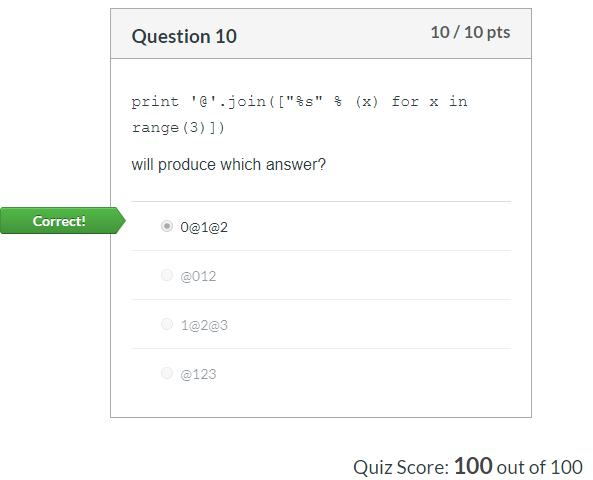 Question 10
10 / 10 pts
print '@'.join(["%s" % (x) for x in
range(3)])
will produce which answer?
Correct!
0@1@2
@012
1@2@3
@123
Quiz Score: 100 out of 100